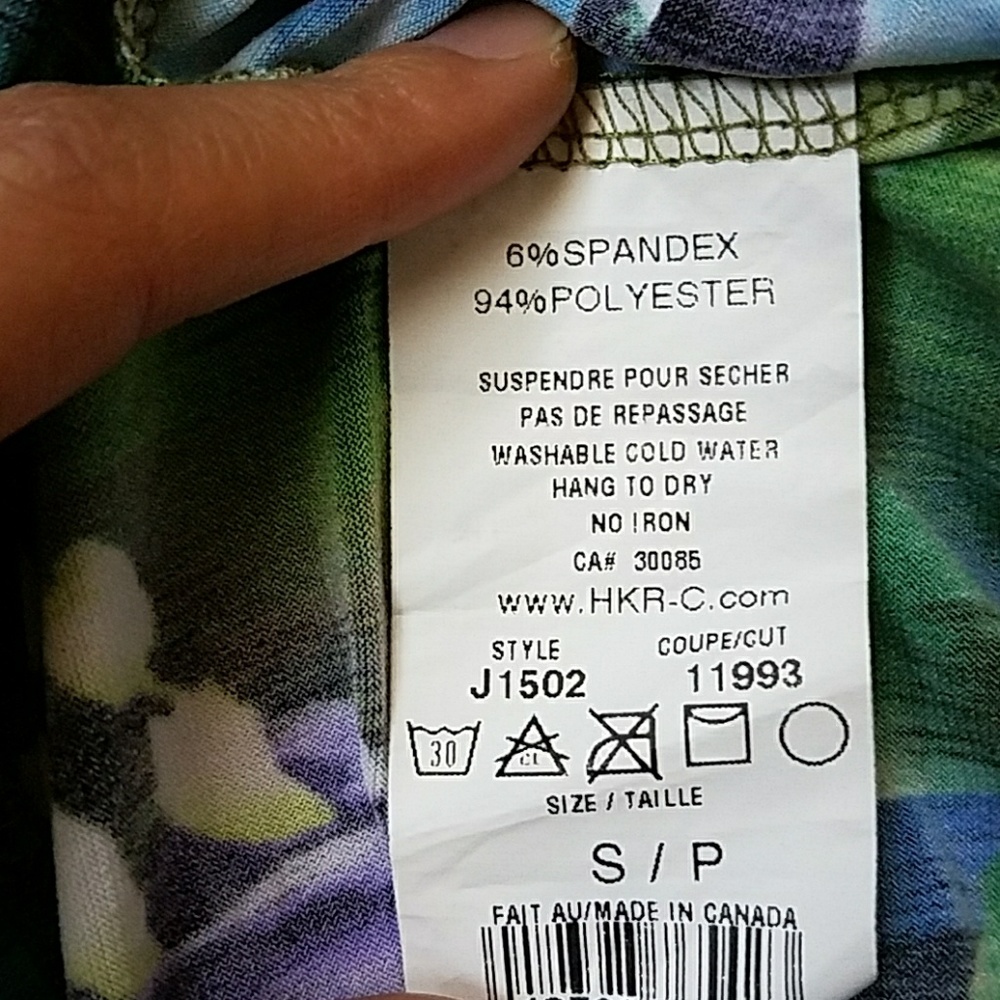 6%SPANDEX
94%POLYESTER
SUSPENDRE POUR SECHER
PAS DE REPASSAGE
WASHABLE COLD WATER
HANG TO DRY
NO IRON
CA# 30085
www.HKR-C.com
STYLE COUPE/CUT
J1502 11993
30 CL
SIZE / TAILLE
S / P
FAIT AU/MADE IN CANADA